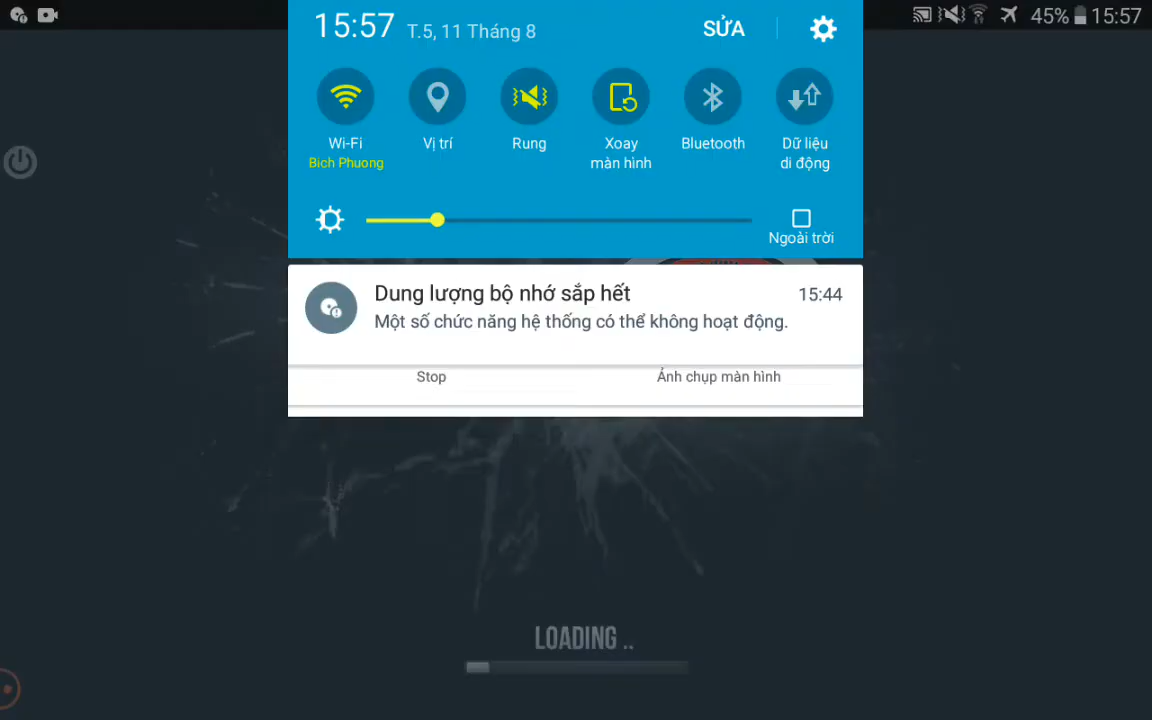 45% 15:57
15:57 T.5, 11 Tháng 8 SỬA
Wi-Fi Vị trí Rung Xoay màn hình Bluetooth Dữ liệu di động
Bich Phuong
Ngoài trời
Dung lượng bộ nhớ sắp hết 15:44
Một số chức năng hệ thống có thể không hoạt động.
Stop Ảnh chụp màn hình
LOADING ..